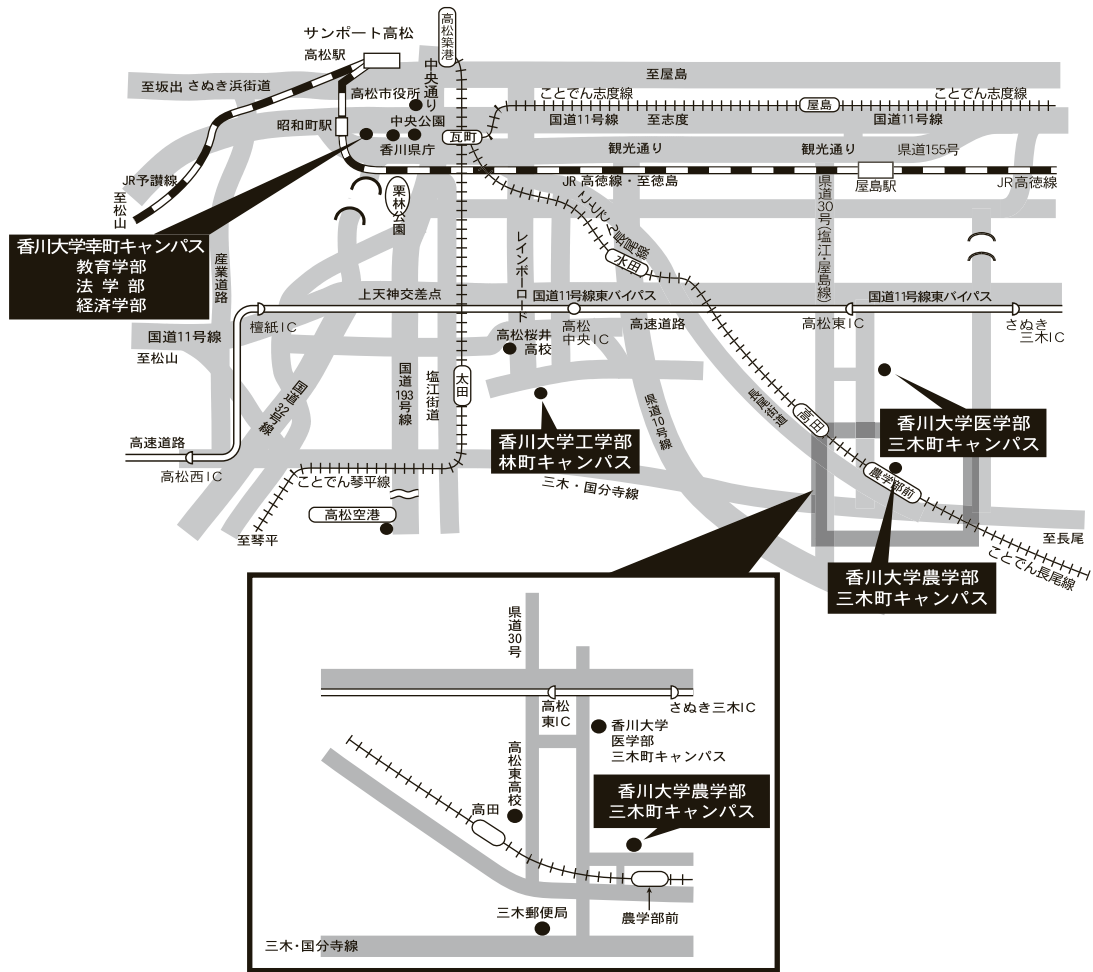 サンポート高松
高松駅
高松築港
中央通り
至坂出 さぬき浜街道
至屋島
高松市役所
ことでん志度線
屋島
ことでん志度線
国道11号線
至志度
国道11号線
昭和町駅
中央公園
瓦町
香川県庁
観光通り
観光通り
県道155号
JR予讃線
JR高徳線・至徳島
屋島駅
JR高徳線
至松山
栗林公園
ことでん長尾線
県道30号(塩江・屋島線)
香川大学幸町キャンパス
教育学部
法学部
経済学部
産業道路
レインボーロード
水田
上天神交差点
国道11号線東バイパス
国道11号線東バイパス
檀紙IC
高松
中央IC
高速道路
高松東IC
さぬき
三木IC
国道11号線
至松山
高松桜井
高校
国道32号線
国道193号線
塩江街道
太田
県道10号線
長尾街道
高田
香川大学医学部
三木町キャンパス
香川大学工学部
林町キャンパス
高速道路
高松西IC
ことでん琴平線
三木・国分寺線
農学部前
高松空港
至琴平
至長尾
ことでん長尾線
香川大学農学部
三木町キャンパス
県道30号
高松
東IC
さぬき三木IC
香川大学
医学部
三木町キャンパス
高松東高校
香川大学農学部
三木町キャンパス
高田
三木郵便局
農学部前
三木・国分寺線